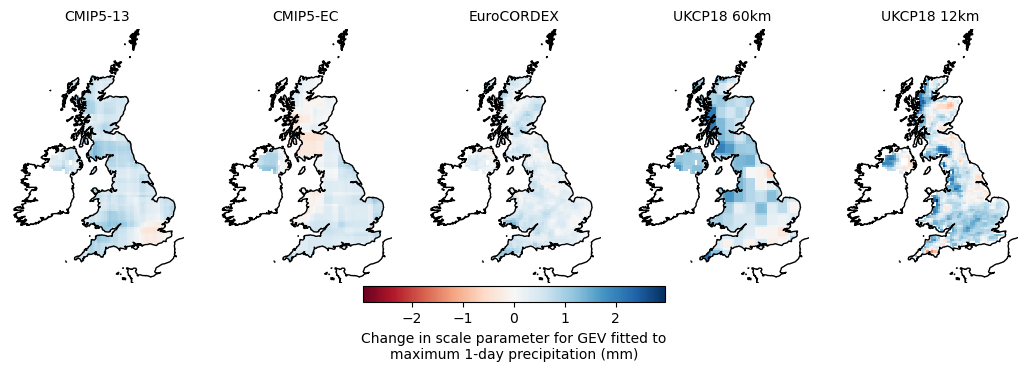 CMIP5-13
CMIP5-EC
EuroCORDEX
UKCP18 60km
UKCP18 12km
−2
−1
0
1
2
Change in scale parameter for GEV fitted to
maximum 1-day precipitation (mm)